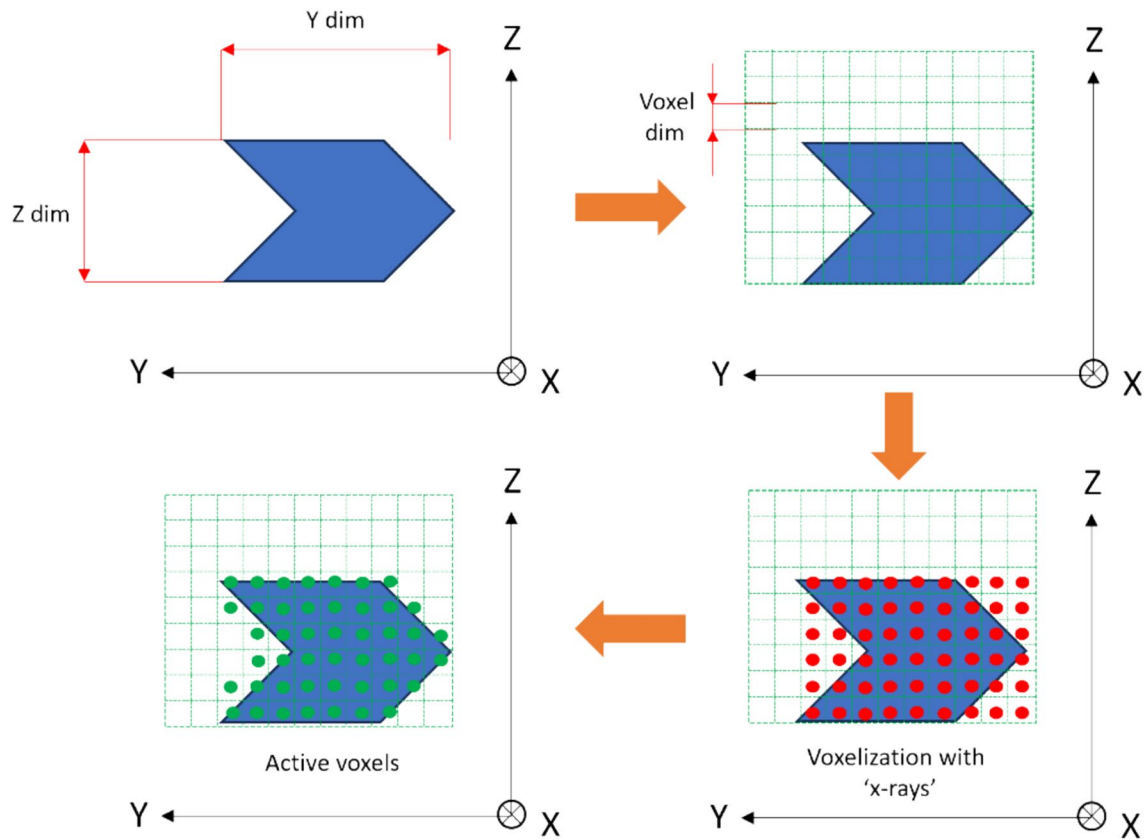 Y dim
Z
Z dim
Y
X
Z
Voxel
dim
Y
X
Z
Active voxels
Y
X
Z
Voxelization with
‘x-rays’
Y
X